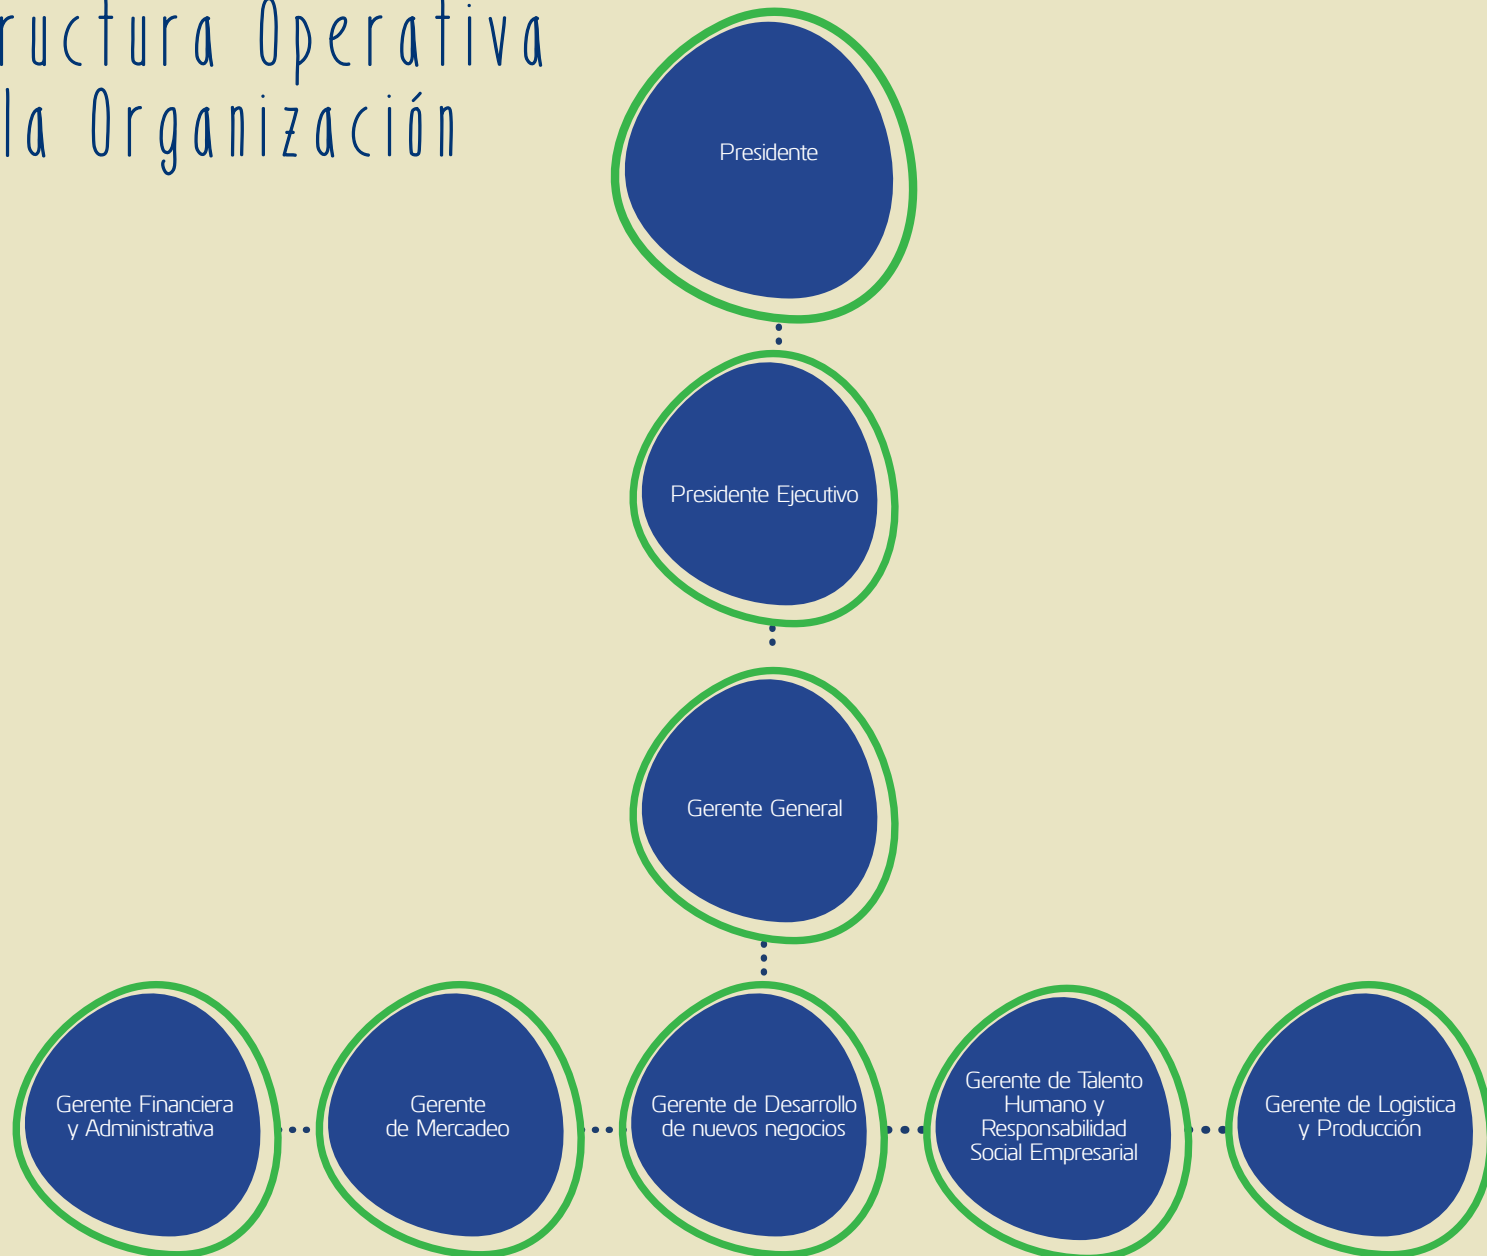 ructura Operativa
la Organización
Presidente
Presidente Ejecutivo
Gerente General
Gerente Financiera
y Administrativa
Gerente
de Mercadeo
Gerente de Desarrollo
de nuevos negocios
Gerente de Talento
Humano y
Responsabilidad
Social Empresarial
Gerente de Logistica
y Producción